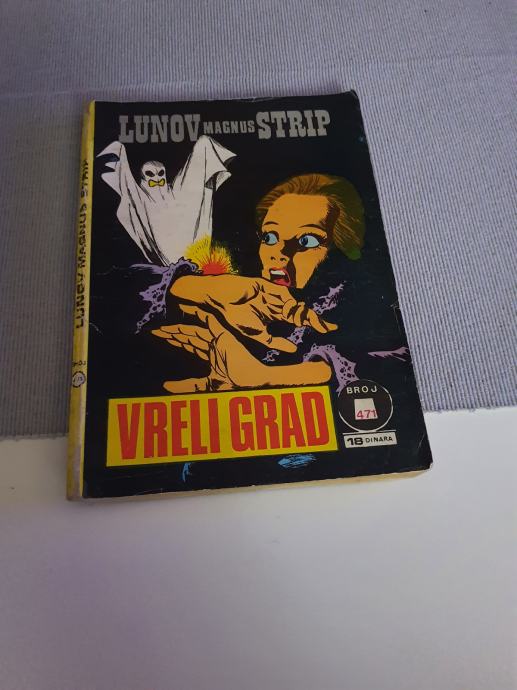 LUNOV MAGNUS STRIP
LUNOV MAGNUS STRIP
VRELI GRAD
BROJ
471
18 DINARA